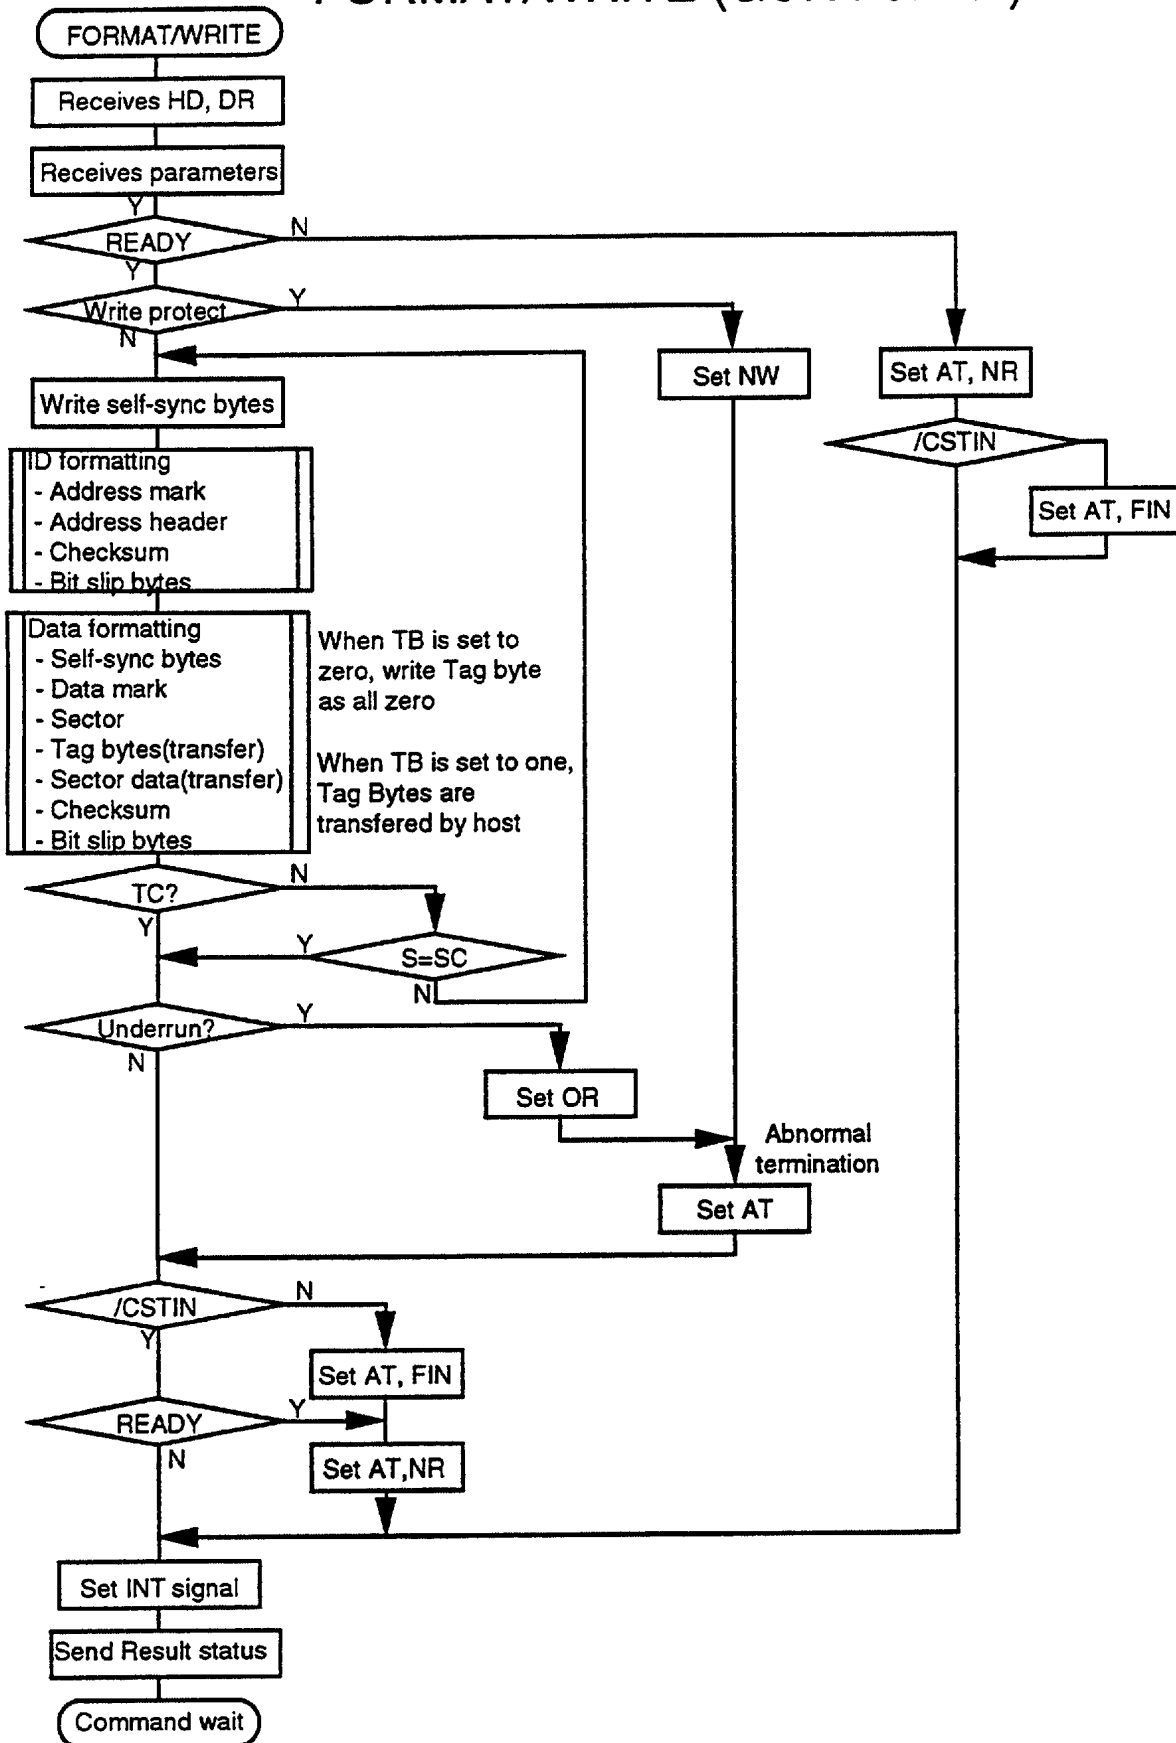 FORMAT/WRITE
FORMAT/WRITE
Receives HD, DR
Receives parameters
Y
READY
N
Y
Write protect
Y
N
Set NW
Set AT, NR
Write self-sync bytes
/CSTIN
ID formatting
- Address mark
- Address header
- Checksum
- Bit slip bytes
Set AT, FIN
Data formatting
- Self-sync bytes
- Data mark
- Sector
- Tag bytes(transfer)
- Sector data(transfer)
- Checksum
- Bit slip bytes
When TB is set to
zero, write Tag byte
as all zero
When TB is set to one,
Tag Bytes are
transfered by host
TC?
N
Y
Y
S=SC
N
Underrun?
Y
N
Set OR
Abnormal
termination
Set AT
/CSTIN
N
Y
Set AT, FIN
READY
Y
N
Set AT,NR
Set INT signal
Send Result status
Command wait